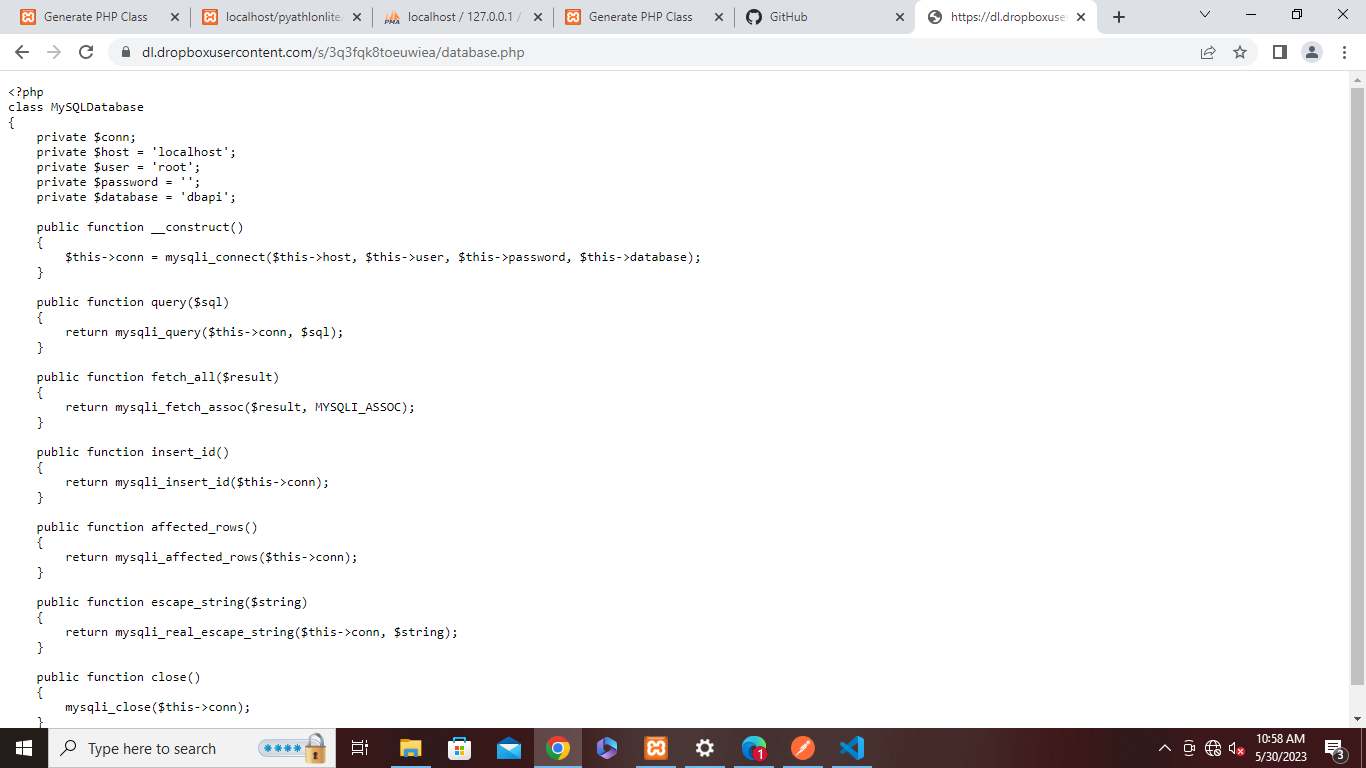 Generate PHP Class
localhost/pyathlonlite
localhost / 127.0.0.1 /
Generate PHP Class
GitHub
https://dl.dropboxuse
dl.dropboxusercontent.com/s/3q3fqk8toeuwiea/database.php
<?php
class MySQLDatabase
{
    private $conn;
    private $host = 'localhost';
    private $user = 'root';
    private $password = '';
    private $database = 'dbapi';

    public function __construct()
    {
        $this->conn = mysqli_connect($this->host, $this->user, $this->password, $this->database);
    }

    public function query($sql)
    {
        return mysqli_query($this->conn, $sql);
    }

    public function fetch_all($result)
    {
        return mysqli_fetch_assoc($result, MYSQLI_ASSOC);
    }

    public function insert_id()
    {
        return mysqli_insert_id($this->conn);
    }

    public function affected_rows()
    {
        return mysqli_affected_rows($this->conn);
    }

    public function escape_string($string)
    {
        return mysqli_real_escape_string($this->conn, $string);
    }

    public function close()
    {
        mysqli_close($this->conn);
    }
Type here to search
1
10:58 AM
5/30/2023
3